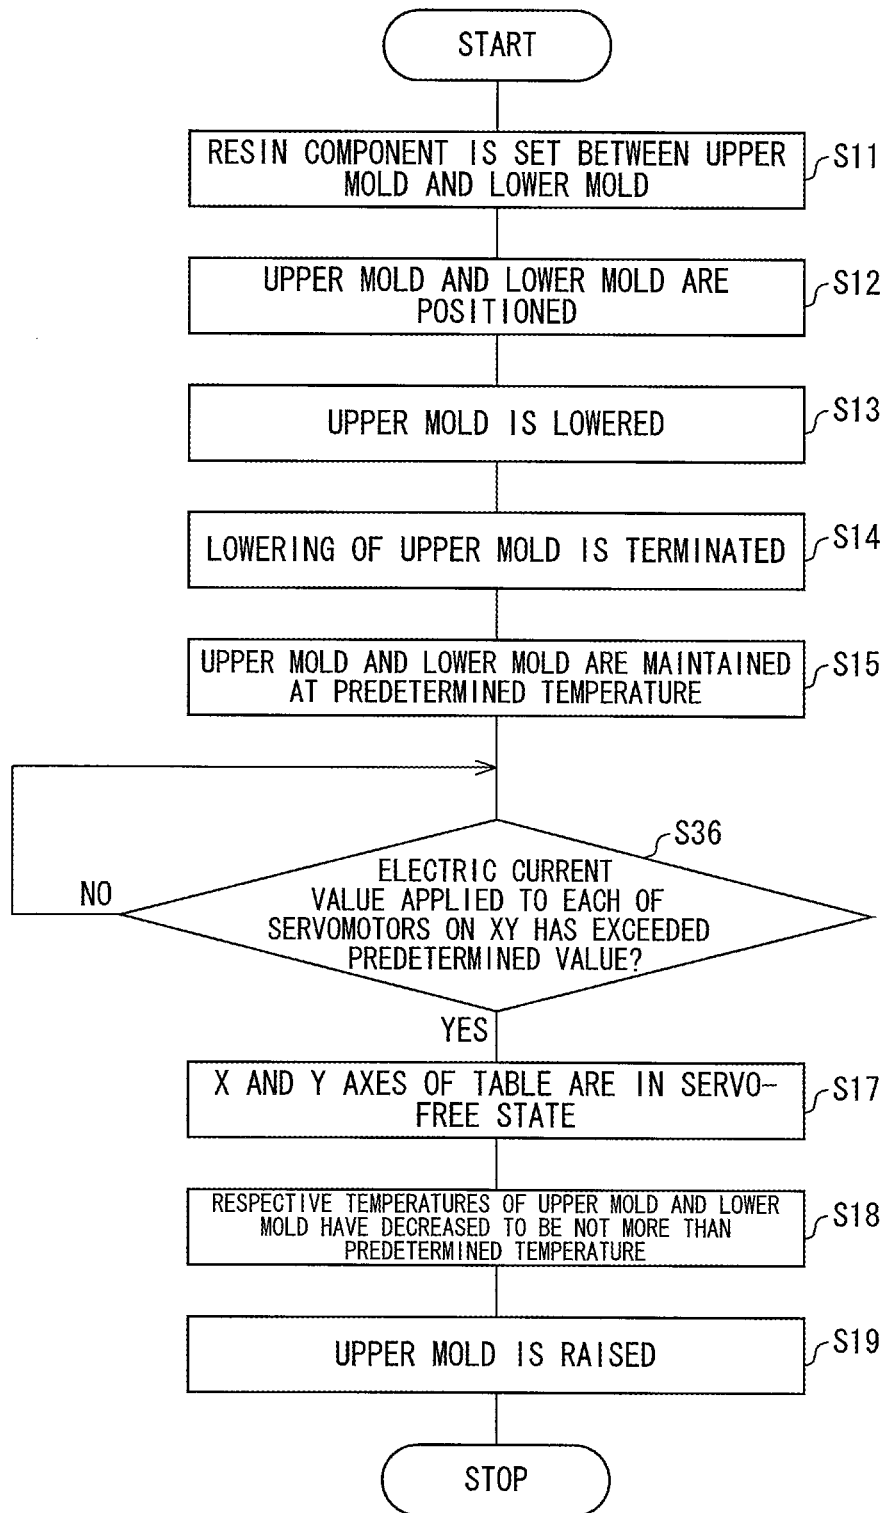 START
RESIN COMPONENT IS SET BETWEEN UPPER
MOLD AND LOWER MOLD
S11
UPPER MOLD AND LOWER MOLD ARE
POSITIONED
S12
UPPER MOLD IS LOWERED
S13
LOWERING OF UPPER MOLD IS TERMINATED
S14
UPPER MOLD AND LOWER MOLD ARE MAINTAINED
AT PREDETERMINED TEMPERATURE
S15
S36
ELECTRIC CURRENT
VALUE APPLIED TO EACH OF
SERVOMOTORS ON XY HAS EXCEEDED
PREDETERMINED VALUE?
NO
YES
X AND Y AXES OF TABLE ARE IN SERVO-
FREE STATE
S17
RESPECTIVE TEMPERATURES OF UPPER MOLD AND LOWER
MOLD HAVE DECREASED TO BE NOT MORE THAN
PREDETERMINED TEMPERATURE
S18
UPPER MOLD IS RAISED
S19
STOP